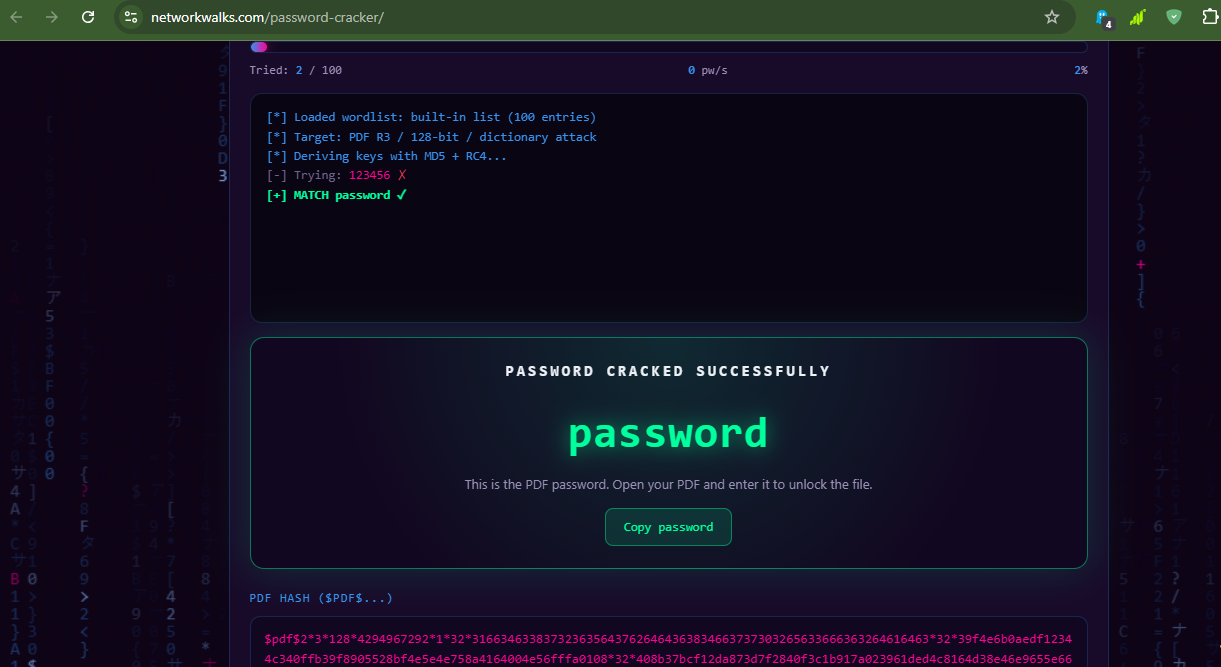 networkwalks.com/password-cracker/
4
Tried: 2 / 100
0 pw/s
2%
[*] Loaded wordlist: built-in list (100 entries)
[*] Target: PDF R3 / 128-bit / dictionary attack
[*] Deriving keys with MD5 + RC4...
[-] Trying: 123456 ✗
[+] MATCH password ✓
PASSWORD CRACKED SUCCESSFULLY
password
This is the PDF password. Open your PDF and enter it to unlock the file.
Copy password
PDF HASH ($PDF$...)
$pdf$2*3*128*4294967292*1*32*31663463383732363564376264643638346637373032656336663632646164​63*32*39f4e6b0aedf1234
4c340ffb39f8905528bf4e5e4e758a4164004e56fffa0108*32*408b37bcf12da873d7f2840f3c1b917a023961ded4c8164d38e46e9655e66